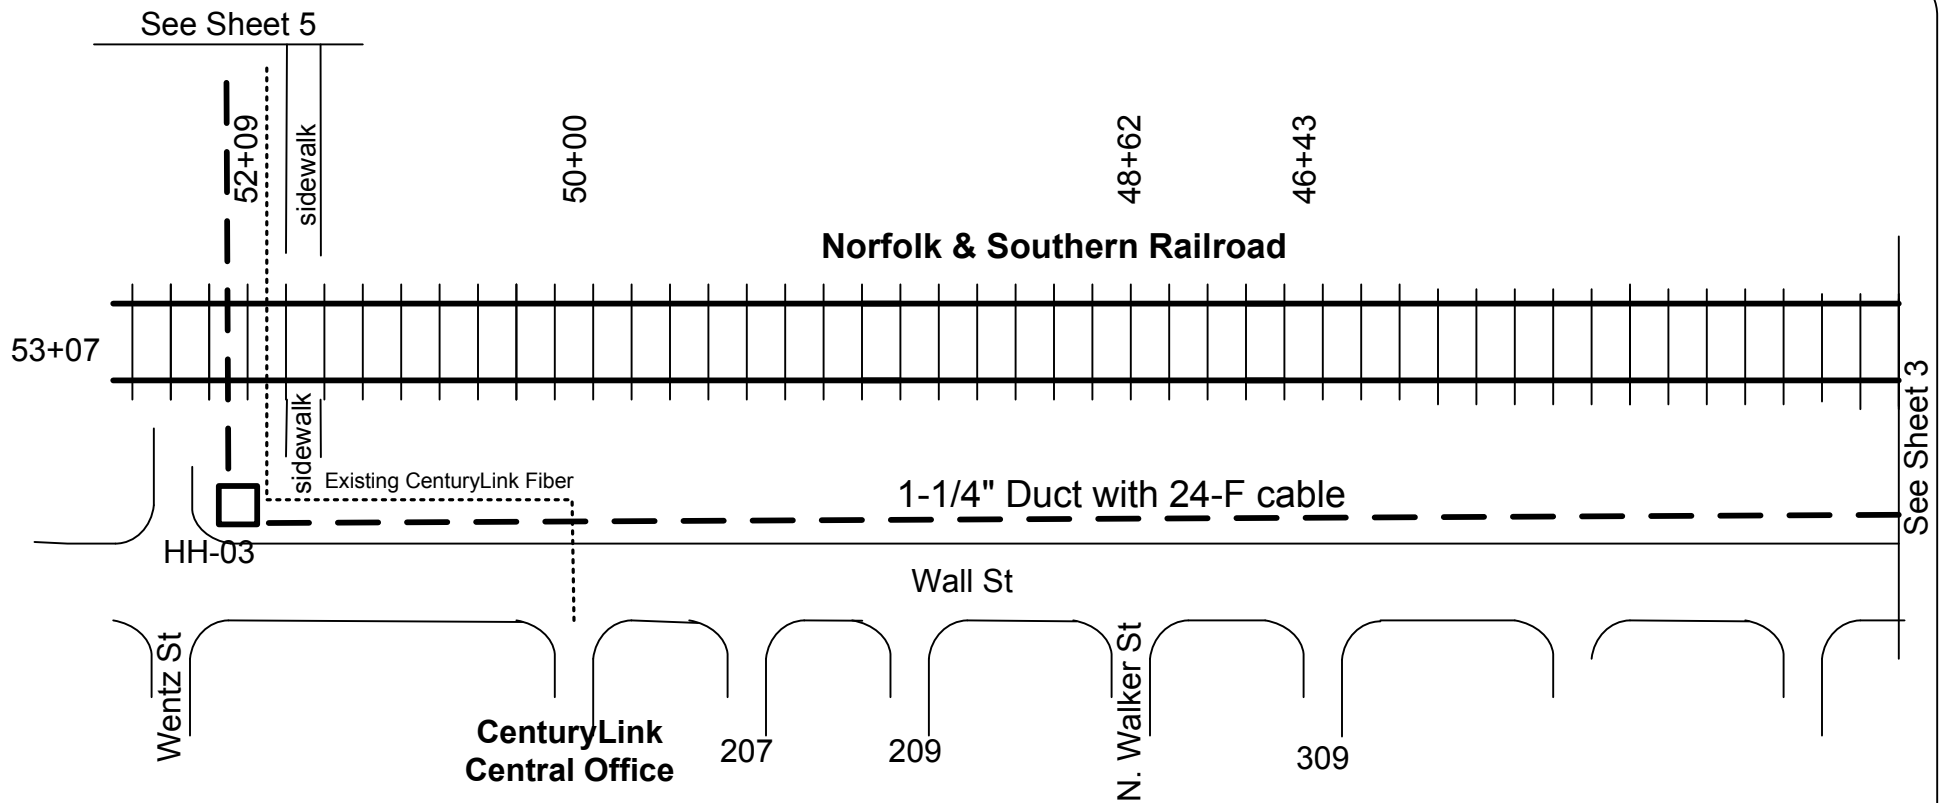 See Sheet 5
52+09
sidewalk
50+00
48+62
46+43
Norfolk & Southern Railroad
53+07
See Sheet 3
sidewalk
Existing CenturyLink Fiber
1-1/4" Duct with 24-F cable
HH-03
Wall St
Wentz St
CenturyLink
Central Office
207
209
N. Walker St
309